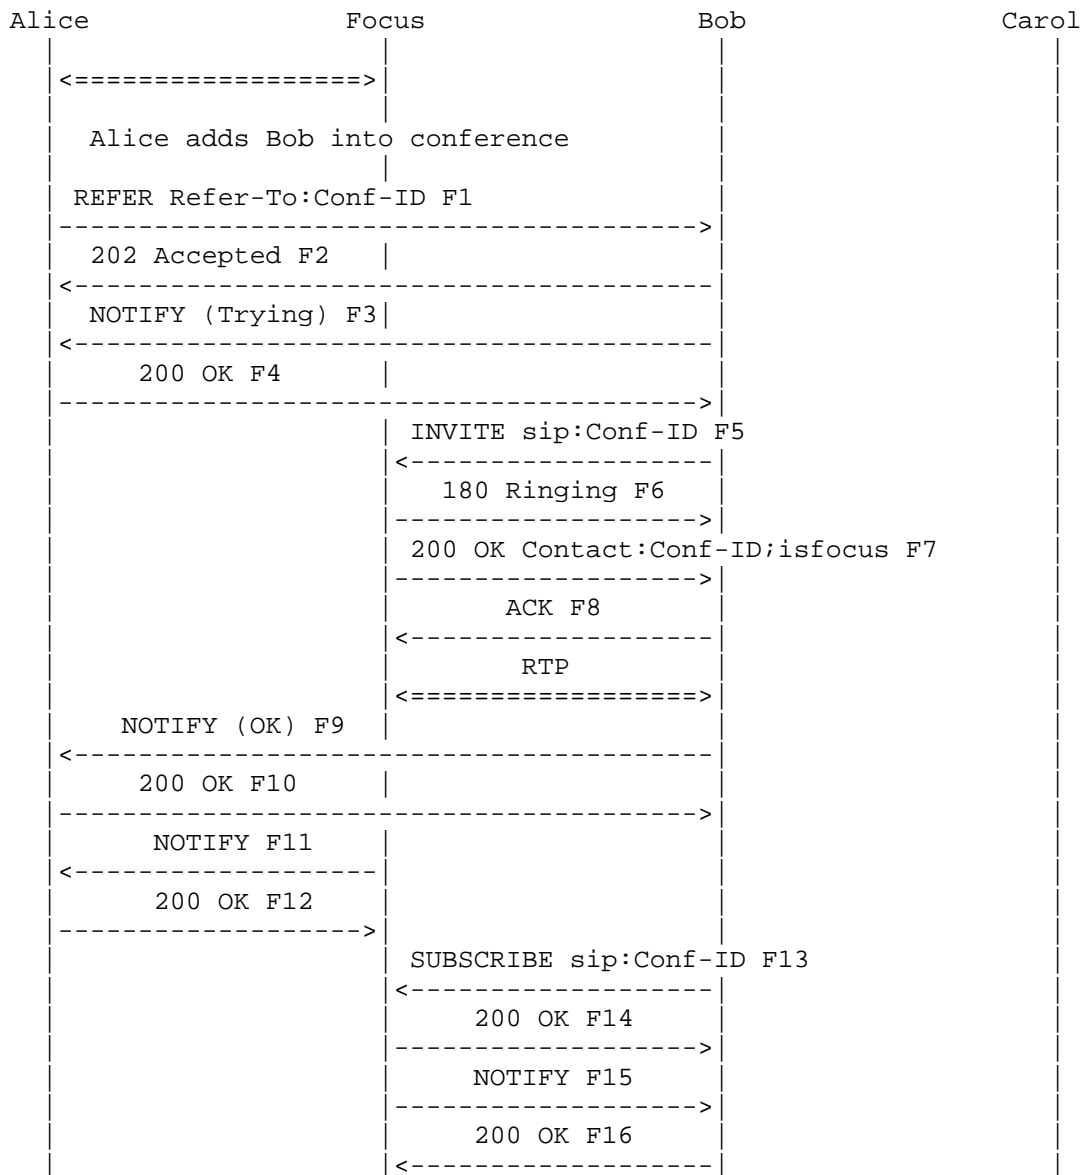 Alice Focus Bob Carol
| | | |
|<==================>| | |
| | | |
| Alice adds Bob into conference | |
| | | |
| REFER Refer-To:Conf-ID F1 | |
|---------------------------------------->| |
| 202 Accepted F2 | | |
|<----------------------------------------| |
| NOTIFY (Trying) F3| | |
|<----------------------------------------| |
| 200 OK F4 | | |
|---------------------------------------->| |
| | INVITE sip:Conf-ID F5 |
| |<-------------------| |
| | 180 Ringing F6 | |
| |------------------->| |
| | 200 OK Contact:Conf-ID;isfocus F7 |
| |------------------->| |
| | ACK F8 | |
| |<-------------------| |
| | RTP | |
| |<==================>| |
| NOTIFY (OK) F9 | | |
|<----------------------------------------| |
| 200 OK F10 | | |
|---------------------------------------->| |
| NOTIFY F11 | | |
|<-------------------| | |
| 200 OK F12 | | |
|------------------->| | |
| | SUBSCRIBE sip:Conf-ID F13 |
| |<-------------------| |
| | 200 OK F14 | |
| |------------------->| |
| | NOTIFY F15 | |
| |------------------->| |
| | 200 OK F16 | |
| |<-------------------| |